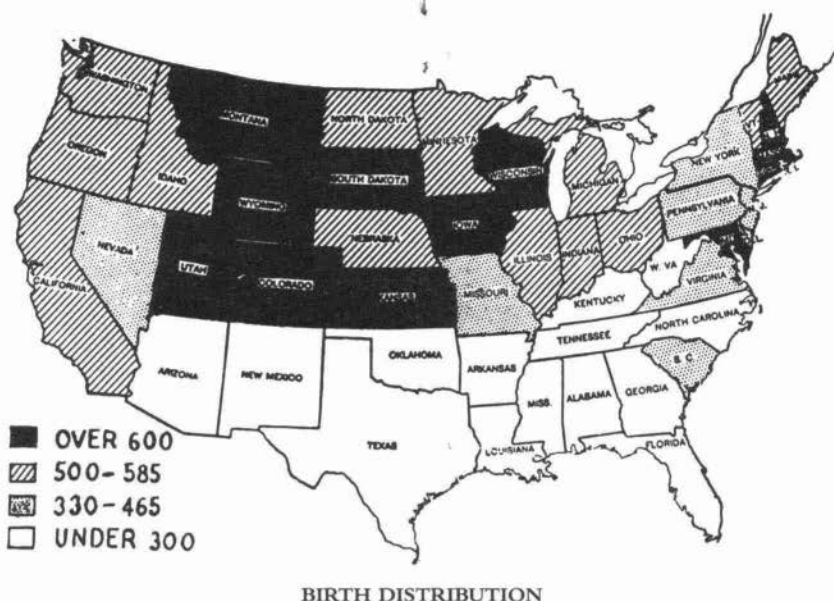 WASHINGTON
OREGON
CALIFORNIA
NEVADA
IDAHO
MONTANA
WYOMING
UTAH
COLORADO
ARIZONA
NEW MEXICO
NORTH DAKOTA
SOUTH DAKOTA
NEBRASKA
KANSAS
OKLAHOMA
TEXAS
MINNESOTA
IOWA
MISSOURI
ARKANSAS
LOUISIANA
WISCONSIN
ILLINOIS
MICHIGAN
INDIANA
OHIO
KENTUCKY
TENNESSEE
MISS.
ALABAMA
GEORGIA
FLORIDA
S. C.
NORTH CAROLINA
VIRGINIA
W. VA
PENNSYLVANIA
NEW YORK
VT
MAINE
OVER 600
500-585
330-465
UNDER 300
BIRTH DISTRIBUTION